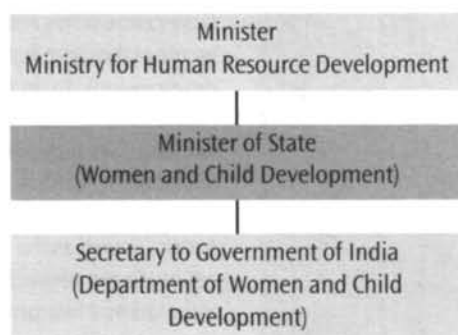 Minister
Ministry for Human Resource Development
Minister of State
(Women and Child Development)
Secretary to Government of India
(Department of Women and Child
Development)